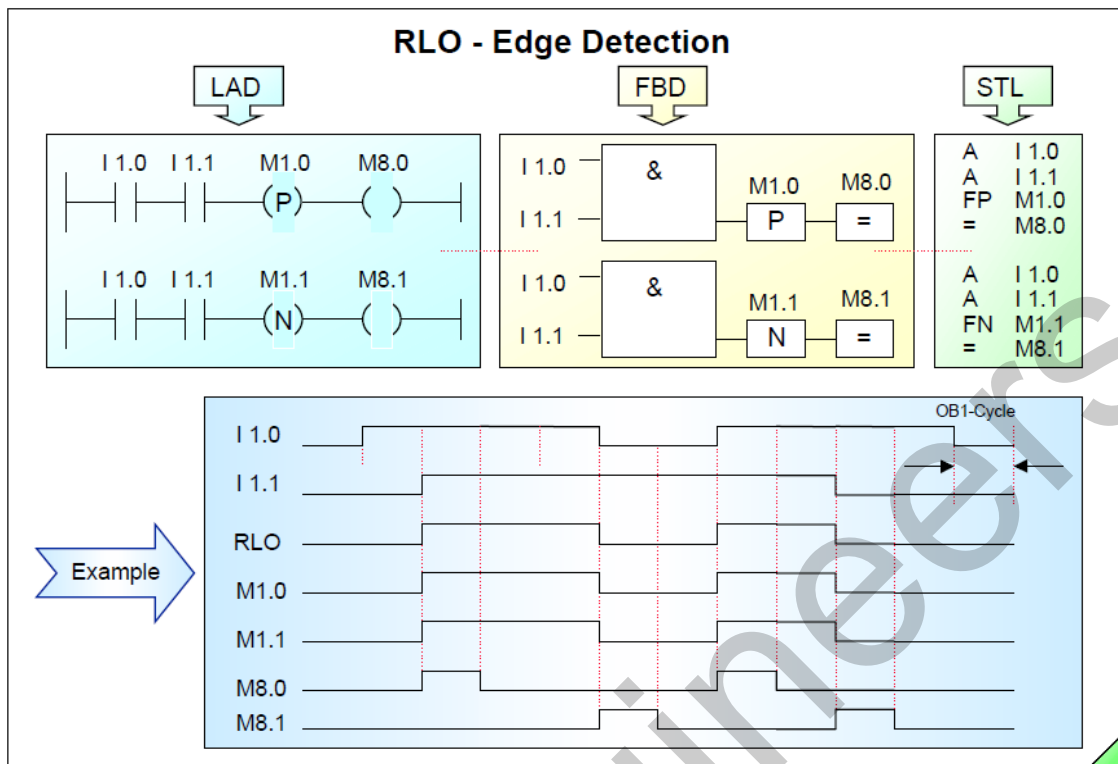 RLO - Edge Detection
LAD
FBD
STL
I 1.0 I 1.1 M1.0 M8.0
(P) ( )
I 1.0 I 1.1 M1.1 M8.1
(N) ( )
I 1.0
&
M1.0 M8.0
I 1.1
P =
I 1.0
&
M1.1 M8.1
I 1.1
N =
A I 1.0
A I 1.1
FP M1.0
= M8.0
A I 1.0
A I 1.1
FN M1.1
= M8.1
Example
OB1-Cycle
I 1.0
I 1.1
RLO
M1.0
M1.1
M8.0
M8.1